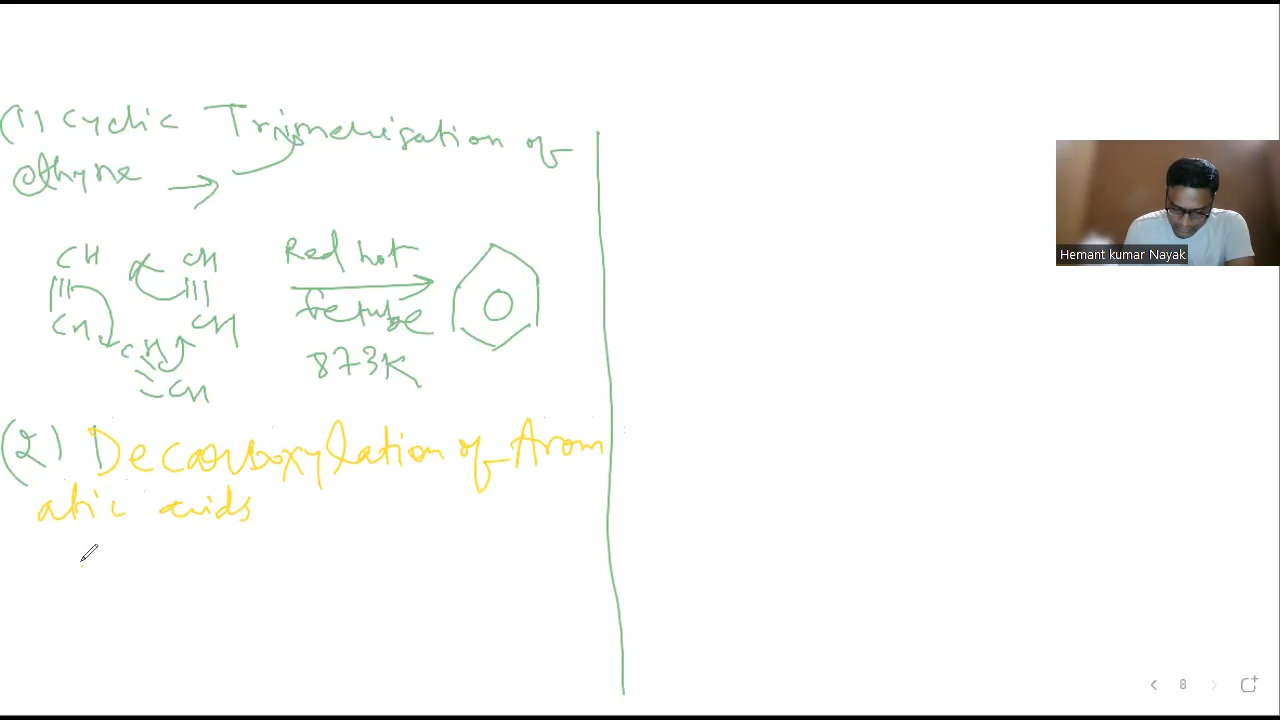 (1) Cyclic Trimerisation of
ethyne →
CH CH Red hot
||| |||
CH CH Fe tube
CH 873K
≡CH
(2) Decarboxylation of Arom
atic acids
Hemant kumar Nayak
8